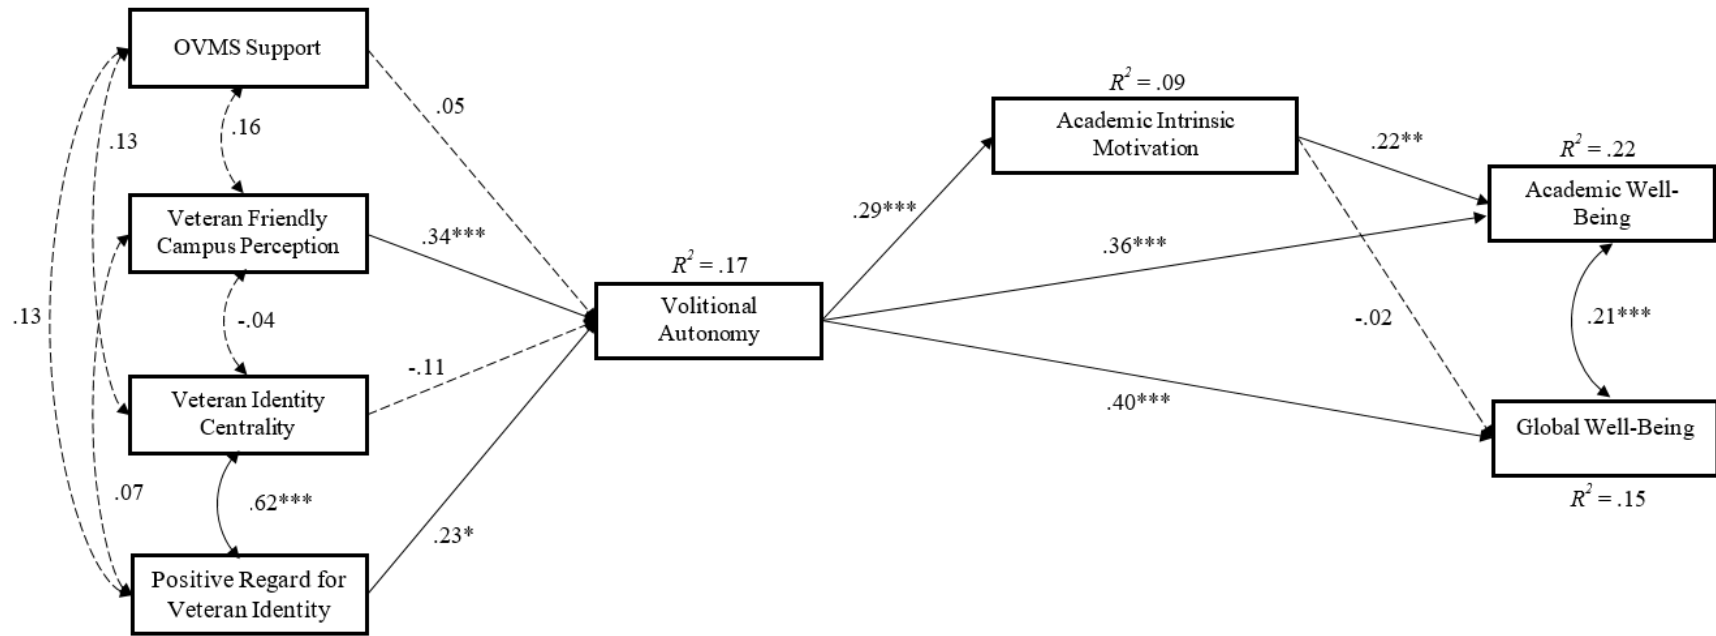 OVMS Support
.05
.13
.16
Veteran Friendly
Campus Perception
.34***
.13
-.04
Veteran Identity
Centrality
-.11
.07
.62***
Positive Regard for
Veteran Identity
.23*
R² = .17
Volitional
Autonomy
.29***
R² = .09
Academic Intrinsic
Motivation
.22**
.36***
-.02
.40***
R² = .22
Academic Well-
Being
.21***
Global Well-Being
R² = .15